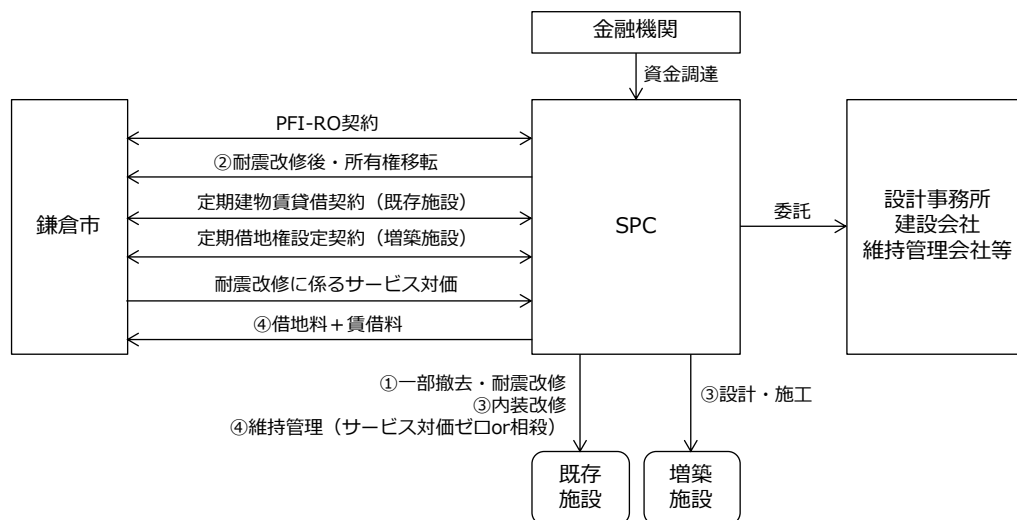 金融機関
資金調達
鎌倉市
PFI-RO契約
②耐震改修後・所有権移転
定期建物賃貸借契約（既存施設）
定期借地権設定契約（増築施設）
耐震改修に係るサービス対価
④借地料＋賃借料
SPC
委託
設計事務所
建設会社
維持管理会社等
①一部撤去・耐震改修
③内装改修
④維持管理（サービス対価ゼロor相殺）
③設計・施工
既存
施設
増築
施設